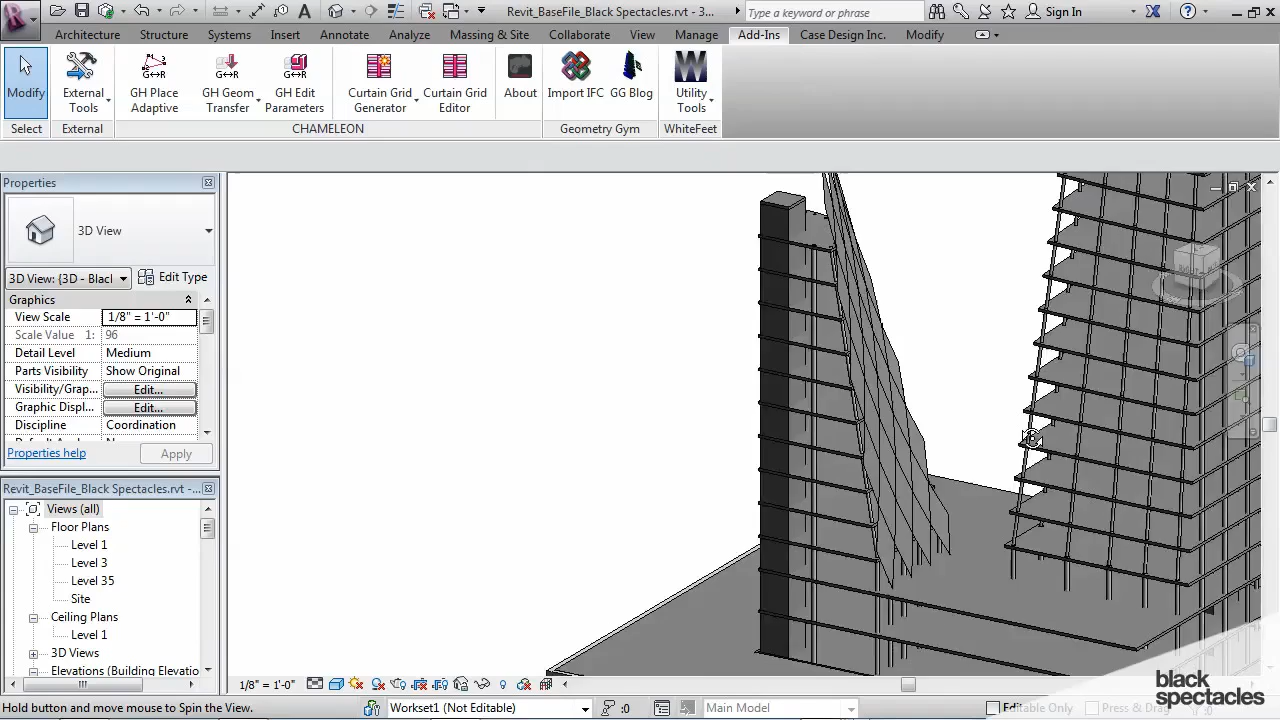 Revit_BaseFile_Black Spectacles.rvt - 3...
Type a keyword or phrase
Sign In
Architecture Structure Systems Insert Annotate Analyze Massing & Site Collaborate View Manage Add-Ins Case Design Inc. Modify
Modify
External Tools
GH Place Adaptive
GH Geom Transfer
GH Edit Parameters
Curtain Grid Generator
Curtain Grid Editor
About
Import IFC
GG Blog
Utility Tools
Select External CHAMELEON Geometry Gym WhiteFeet
Properties
3D View
3D View: {3D - Blacl
Edit Type
Graphics
View Scale 1/8" = 1'-0"
Scale Value 1: 96
Detail Level Medium
Parts Visibility Show Original
Visibility/Grap... Edit...
Graphic Displ... Edit...
Discipline Coordination
Properties help Apply
Revit_BaseFile_Black Spectacles.rvt -...
Views (all)
Floor Plans
Level 1
Level 3
Level 35
Site
Ceiling Plans
Level 1
3D Views
Elevations (Building Elevatio
1/8" = 1'-0"
Hold button and move mouse to Spin the View.
Workset1 (Not Editable)
:0
Main Model
Editable Only
Press & Drag
:0
black
spectacles